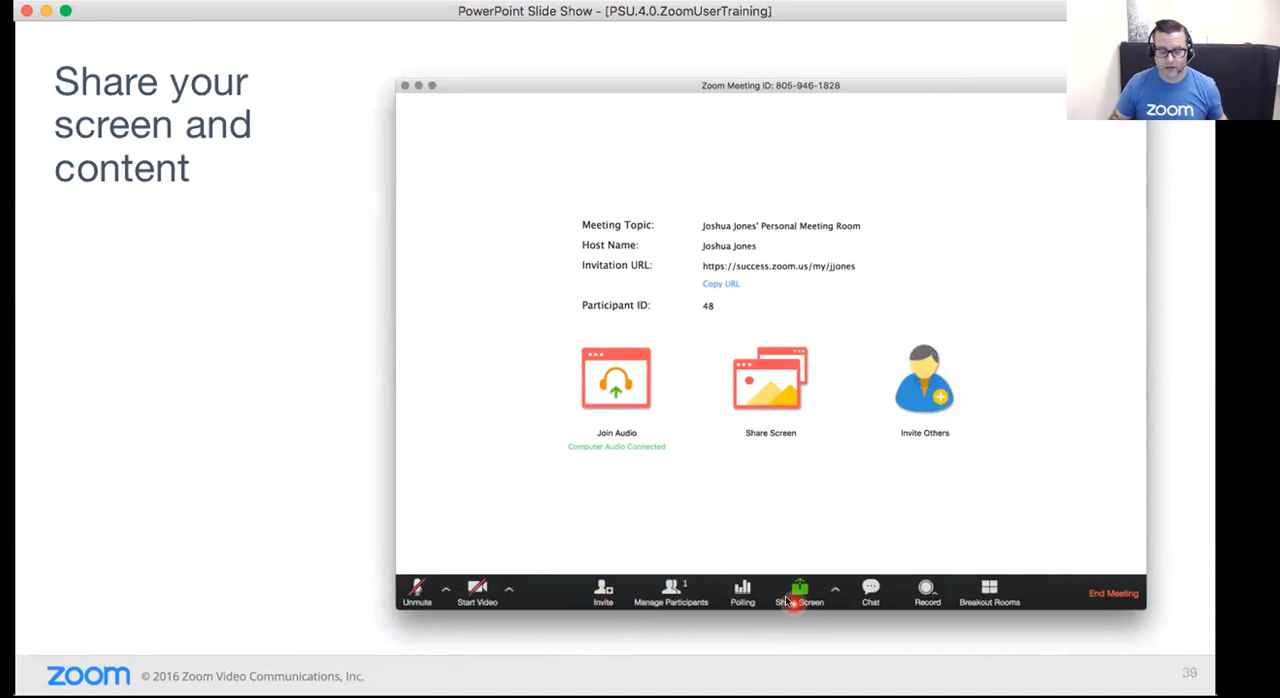 PowerPoint Slide Show - [PSU.4.0.ZoomUserTraining]
zoom
Share your
screen and
content
Zoom Meeting ID: 805-946-1828
Meeting Topic: Joshua Jones' Personal Meeting Room
Host Name: Joshua Jones
Invitation URL: https://success.zoom.us/my/jjones
Copy URL
Participant ID: 48
Join Audio
Computer Audio Connected
Share Screen
Invite Others
Unmute
Start Video
Invite
1
Manage Participants
Polling
Share Screen
Chat
Record
Breakout Rooms
End Meeting
zoom © 2016 Zoom Video Communications, Inc.
39